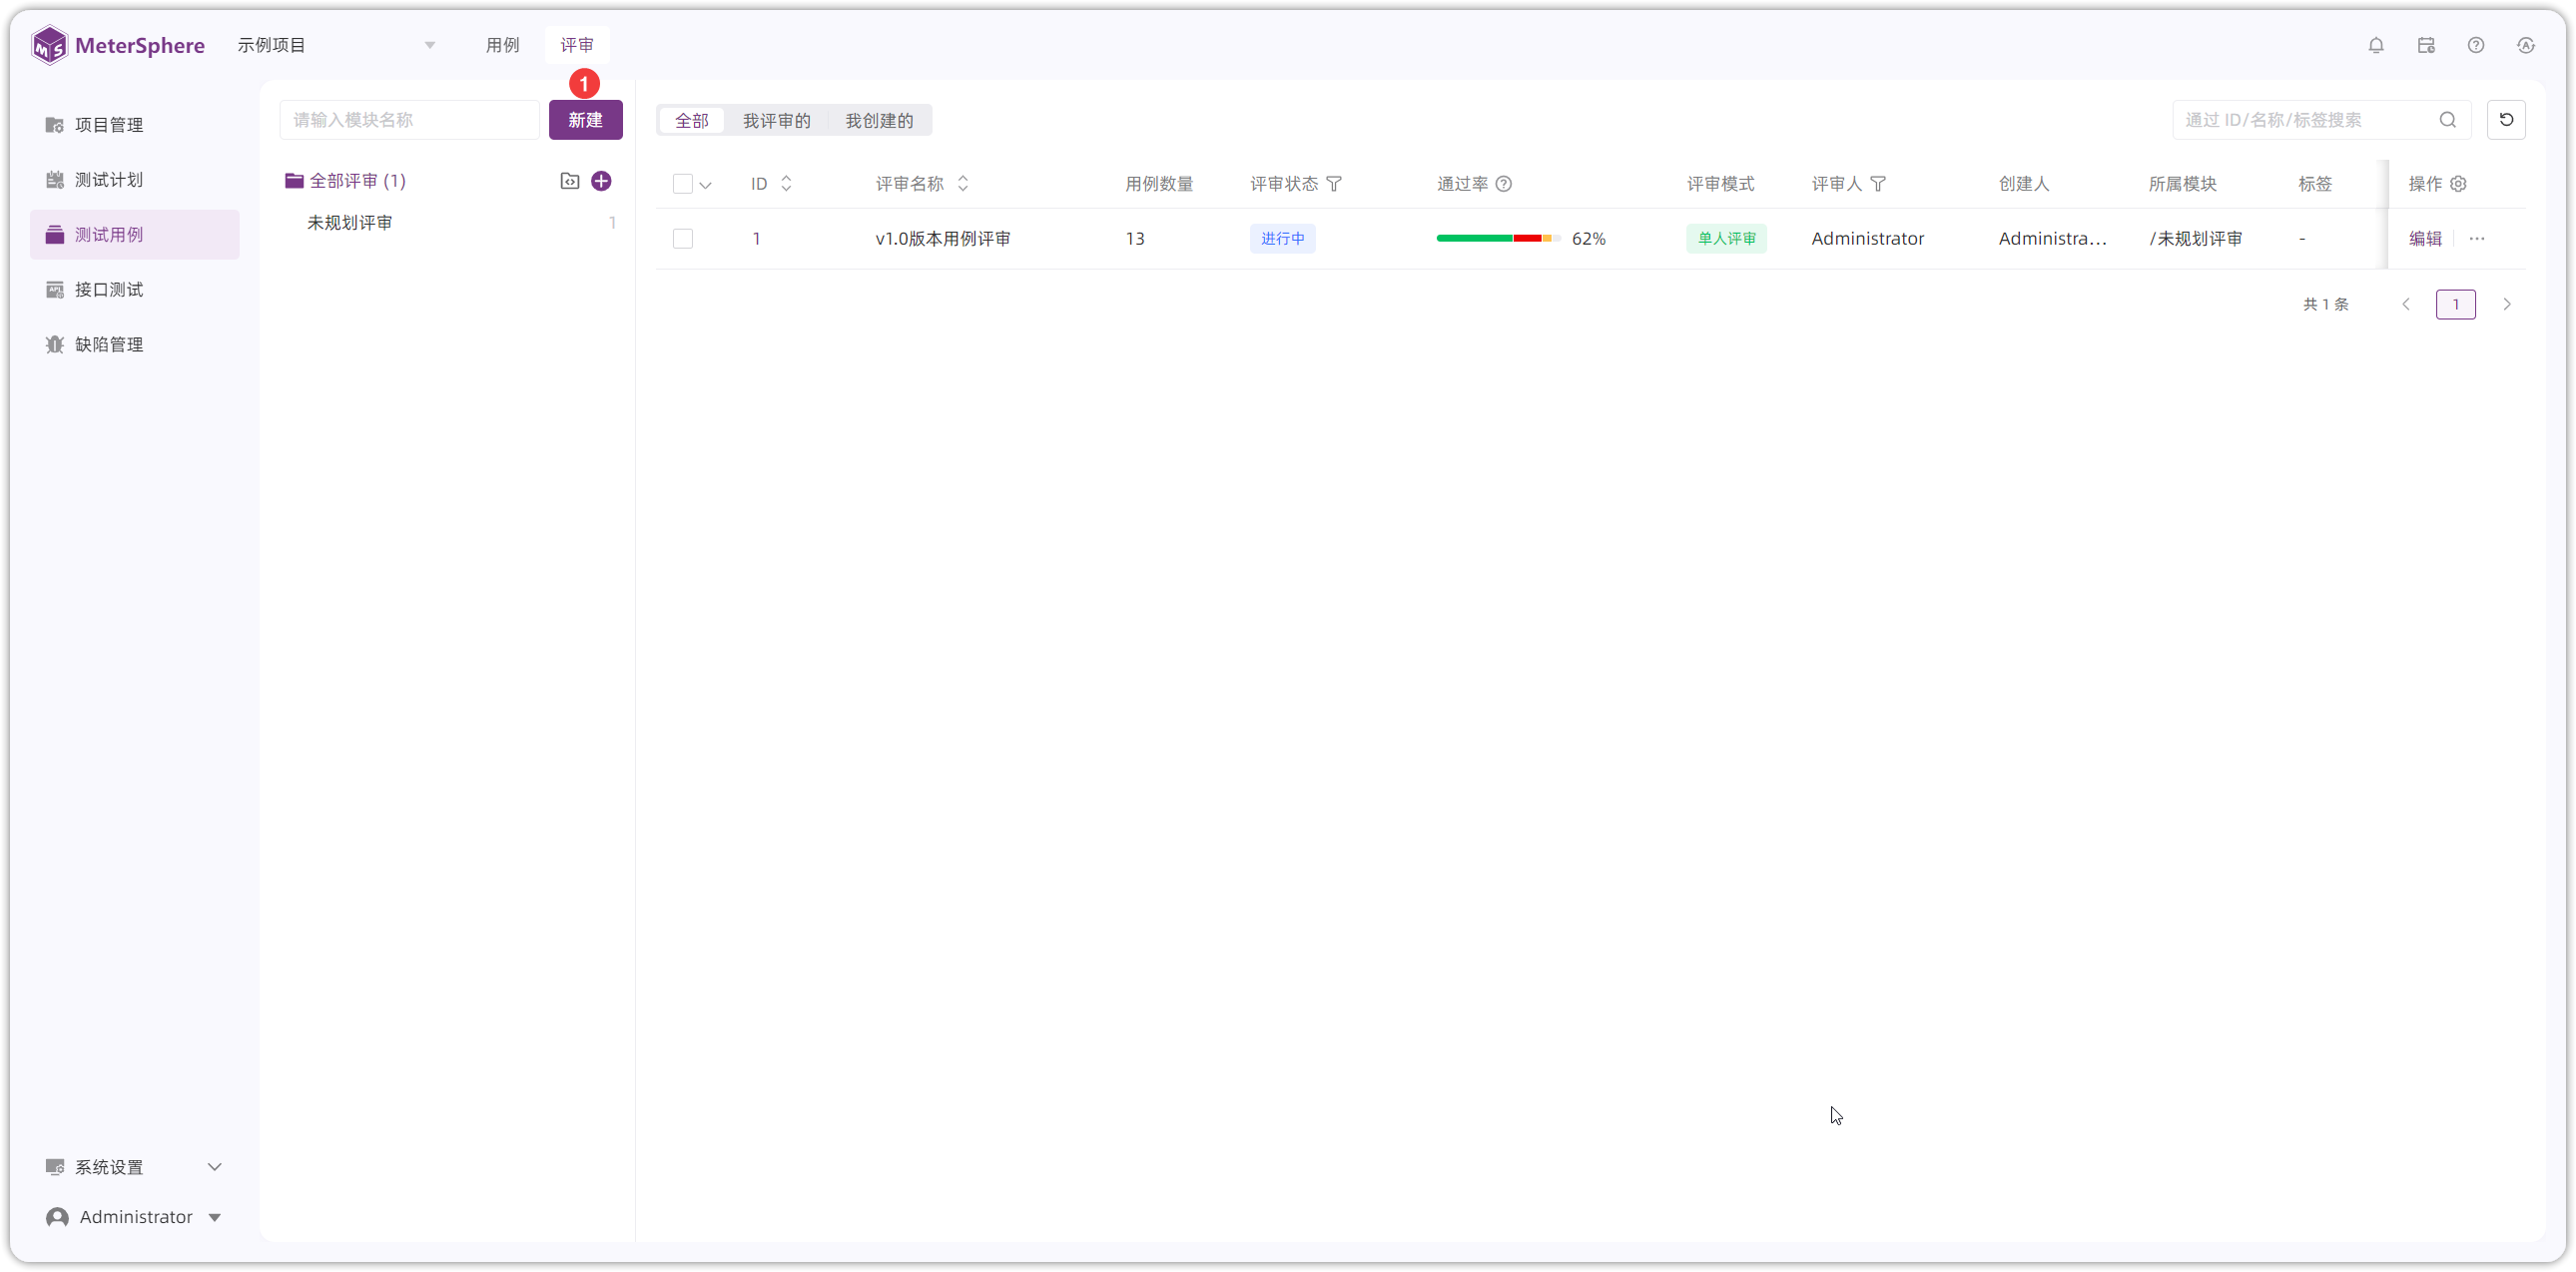 MeterSphere 示例项目 用例 评审
1
项目管理
测试计划
测试用例
接口测试
缺陷管理
系统设置
Administrator
请输入模块名称 新建
全部评审 (1)
未规划评审 1
全部 我评审的 我创建的 通过 ID/名称/标签搜索
ID 评审名称 用例数量 评审状态 通过率 评审模式 评审人 创建人 所属模块 标签 操作
1 v1.0版本用例评审 13 进行中 62% 单人评审 Administrator Administra... /未规划评审 - 编辑 ...
共 1 条 1